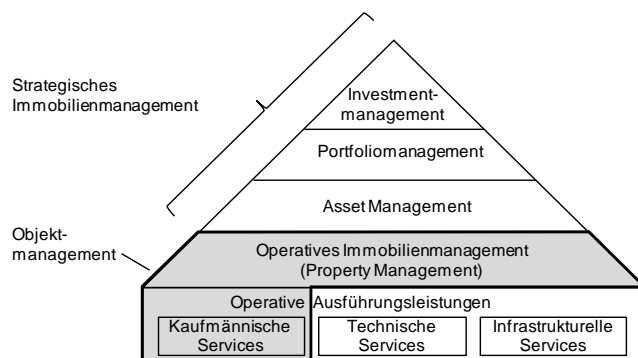 Strategisches
Immobilienmanagement
Investment-
management
Portfoliomanagement
Asset Management
Objekt-
management
Operatives Immobilienmanagement
(Property Management)
Operative Ausführungsleistungen
Kaufmännische
Services
Technische
Services
Infrastrukturelle
Services